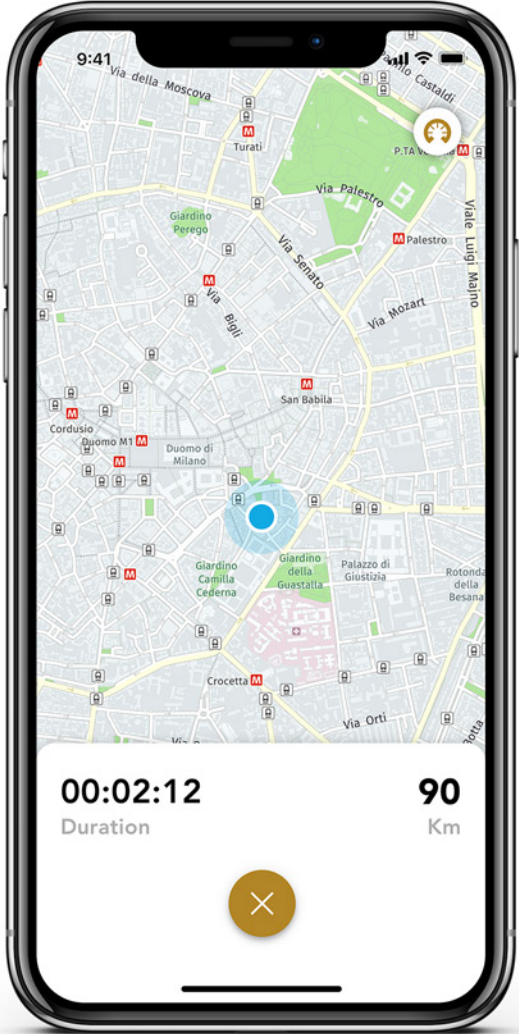 9:41
Via della Moscova
Castaldi
M
Turati
P.TA
M
Via Palestro
Giardino
Perego
Viale Luigi Majno
M Palestro
Via Senato
M
Via Bigli
Via Mozart
M
San Babila
M
Cordusio
Duomo M1 M
M
Duomo di
Milano
M
Giardino
Camilla
Cederna
Giardino
della
Guastalla
Palazzo di
Giustizia
Rotonda
della
Besana
Crocetta M
Via Orti
00:02:12
90
Duration
Km